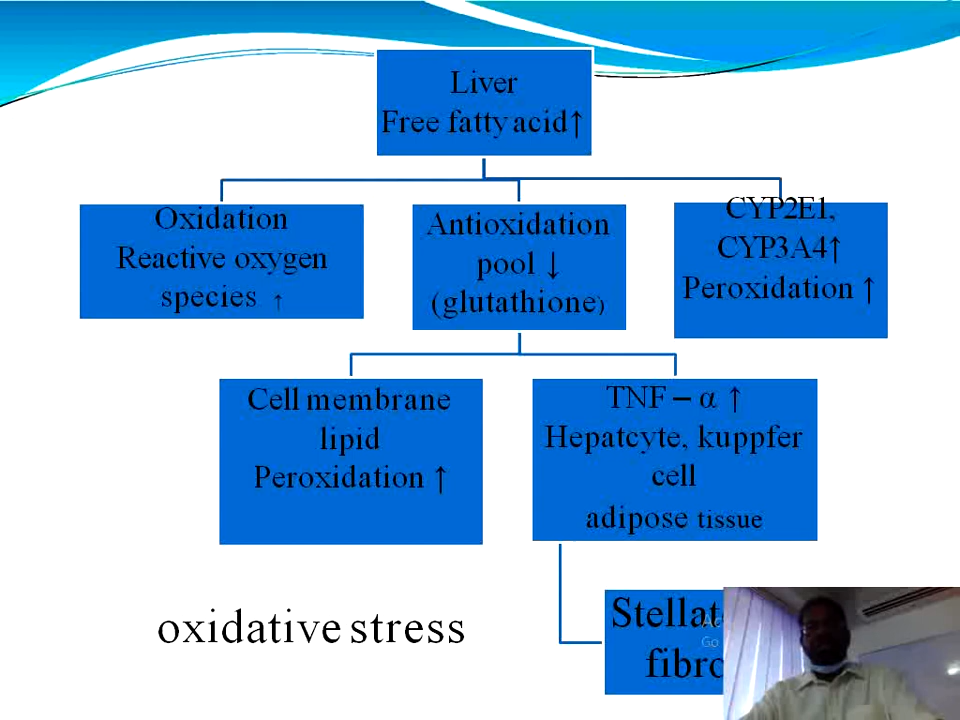 Liver
Free fatty acid↑
Oxidation
Reactive oxygen
species ↑
Antioxidation
pool ↓
(glutathione)
CYP2E1,
CYP3A4↑
Peroxidation ↑
Cell membrane
lipid
Peroxidation ↑
TNF – α ↑
Hepatcyte, kuppfer
cell
adipose tissue
oxidative stress